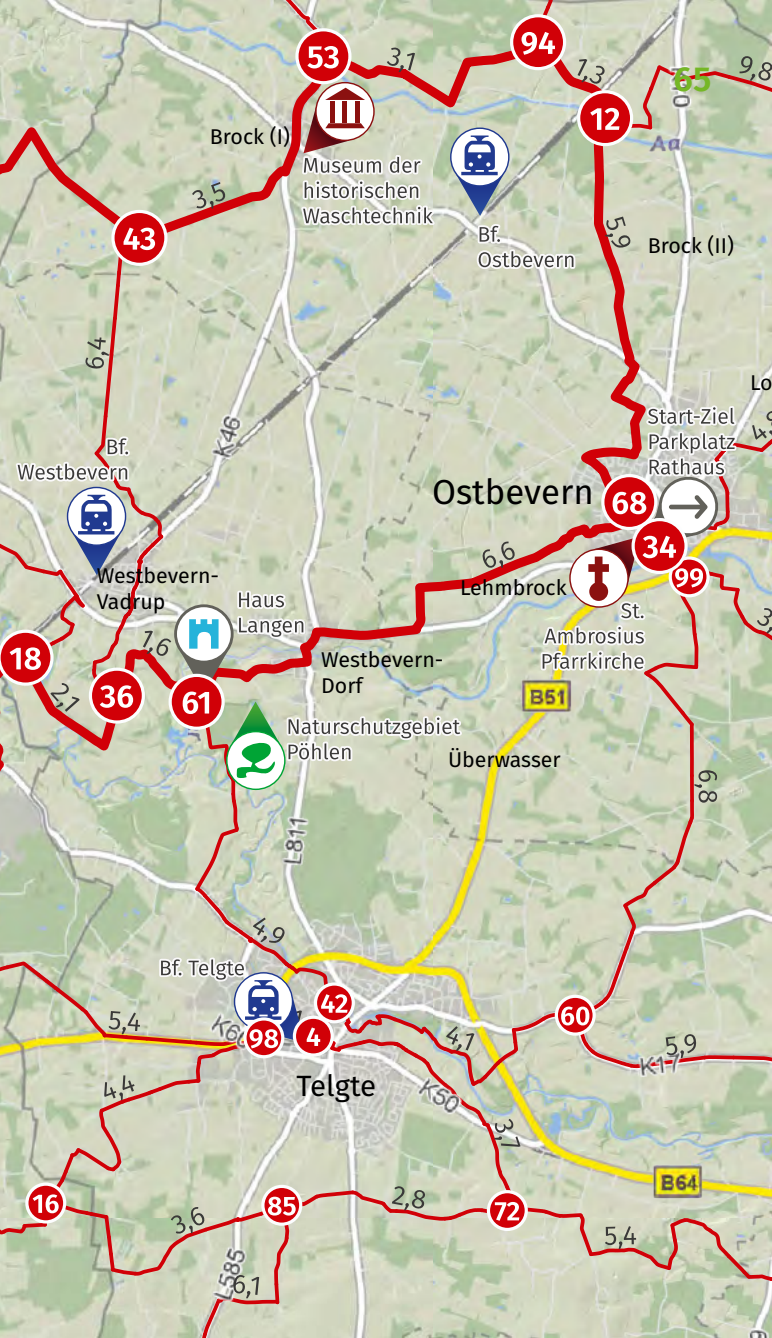 53
94
3,1
1,3
9,8
65
12
Brock (I)
Aa
Museum der
historischen
Waschtechnik
3,5
43
Bf.
Ostbevern
5,9
Brock (II)
6,4
K46
Lo
Start-Ziel
Parkplatz
Rathaus
Bf.
Westbevern
Ostbevern
68
34
6,6
99
Westbevern-
Vadrup
Lehmbrock
Haus
Langen
St.
Ambrosius
Pfarrkirche
3,
1,6
18
Westbevern-
Dorf
2,1
36
61
B51
Naturschutzgebiet
Pöhlen
Überwasser
6,8
L811
4,9
Bf. Telgte
42
5,4
98
4
60
4,1
5,9
K17
Telgte
4,4
K50
3,7
B64
16
85
2,8
72
3,6
5,4
L585
6,1